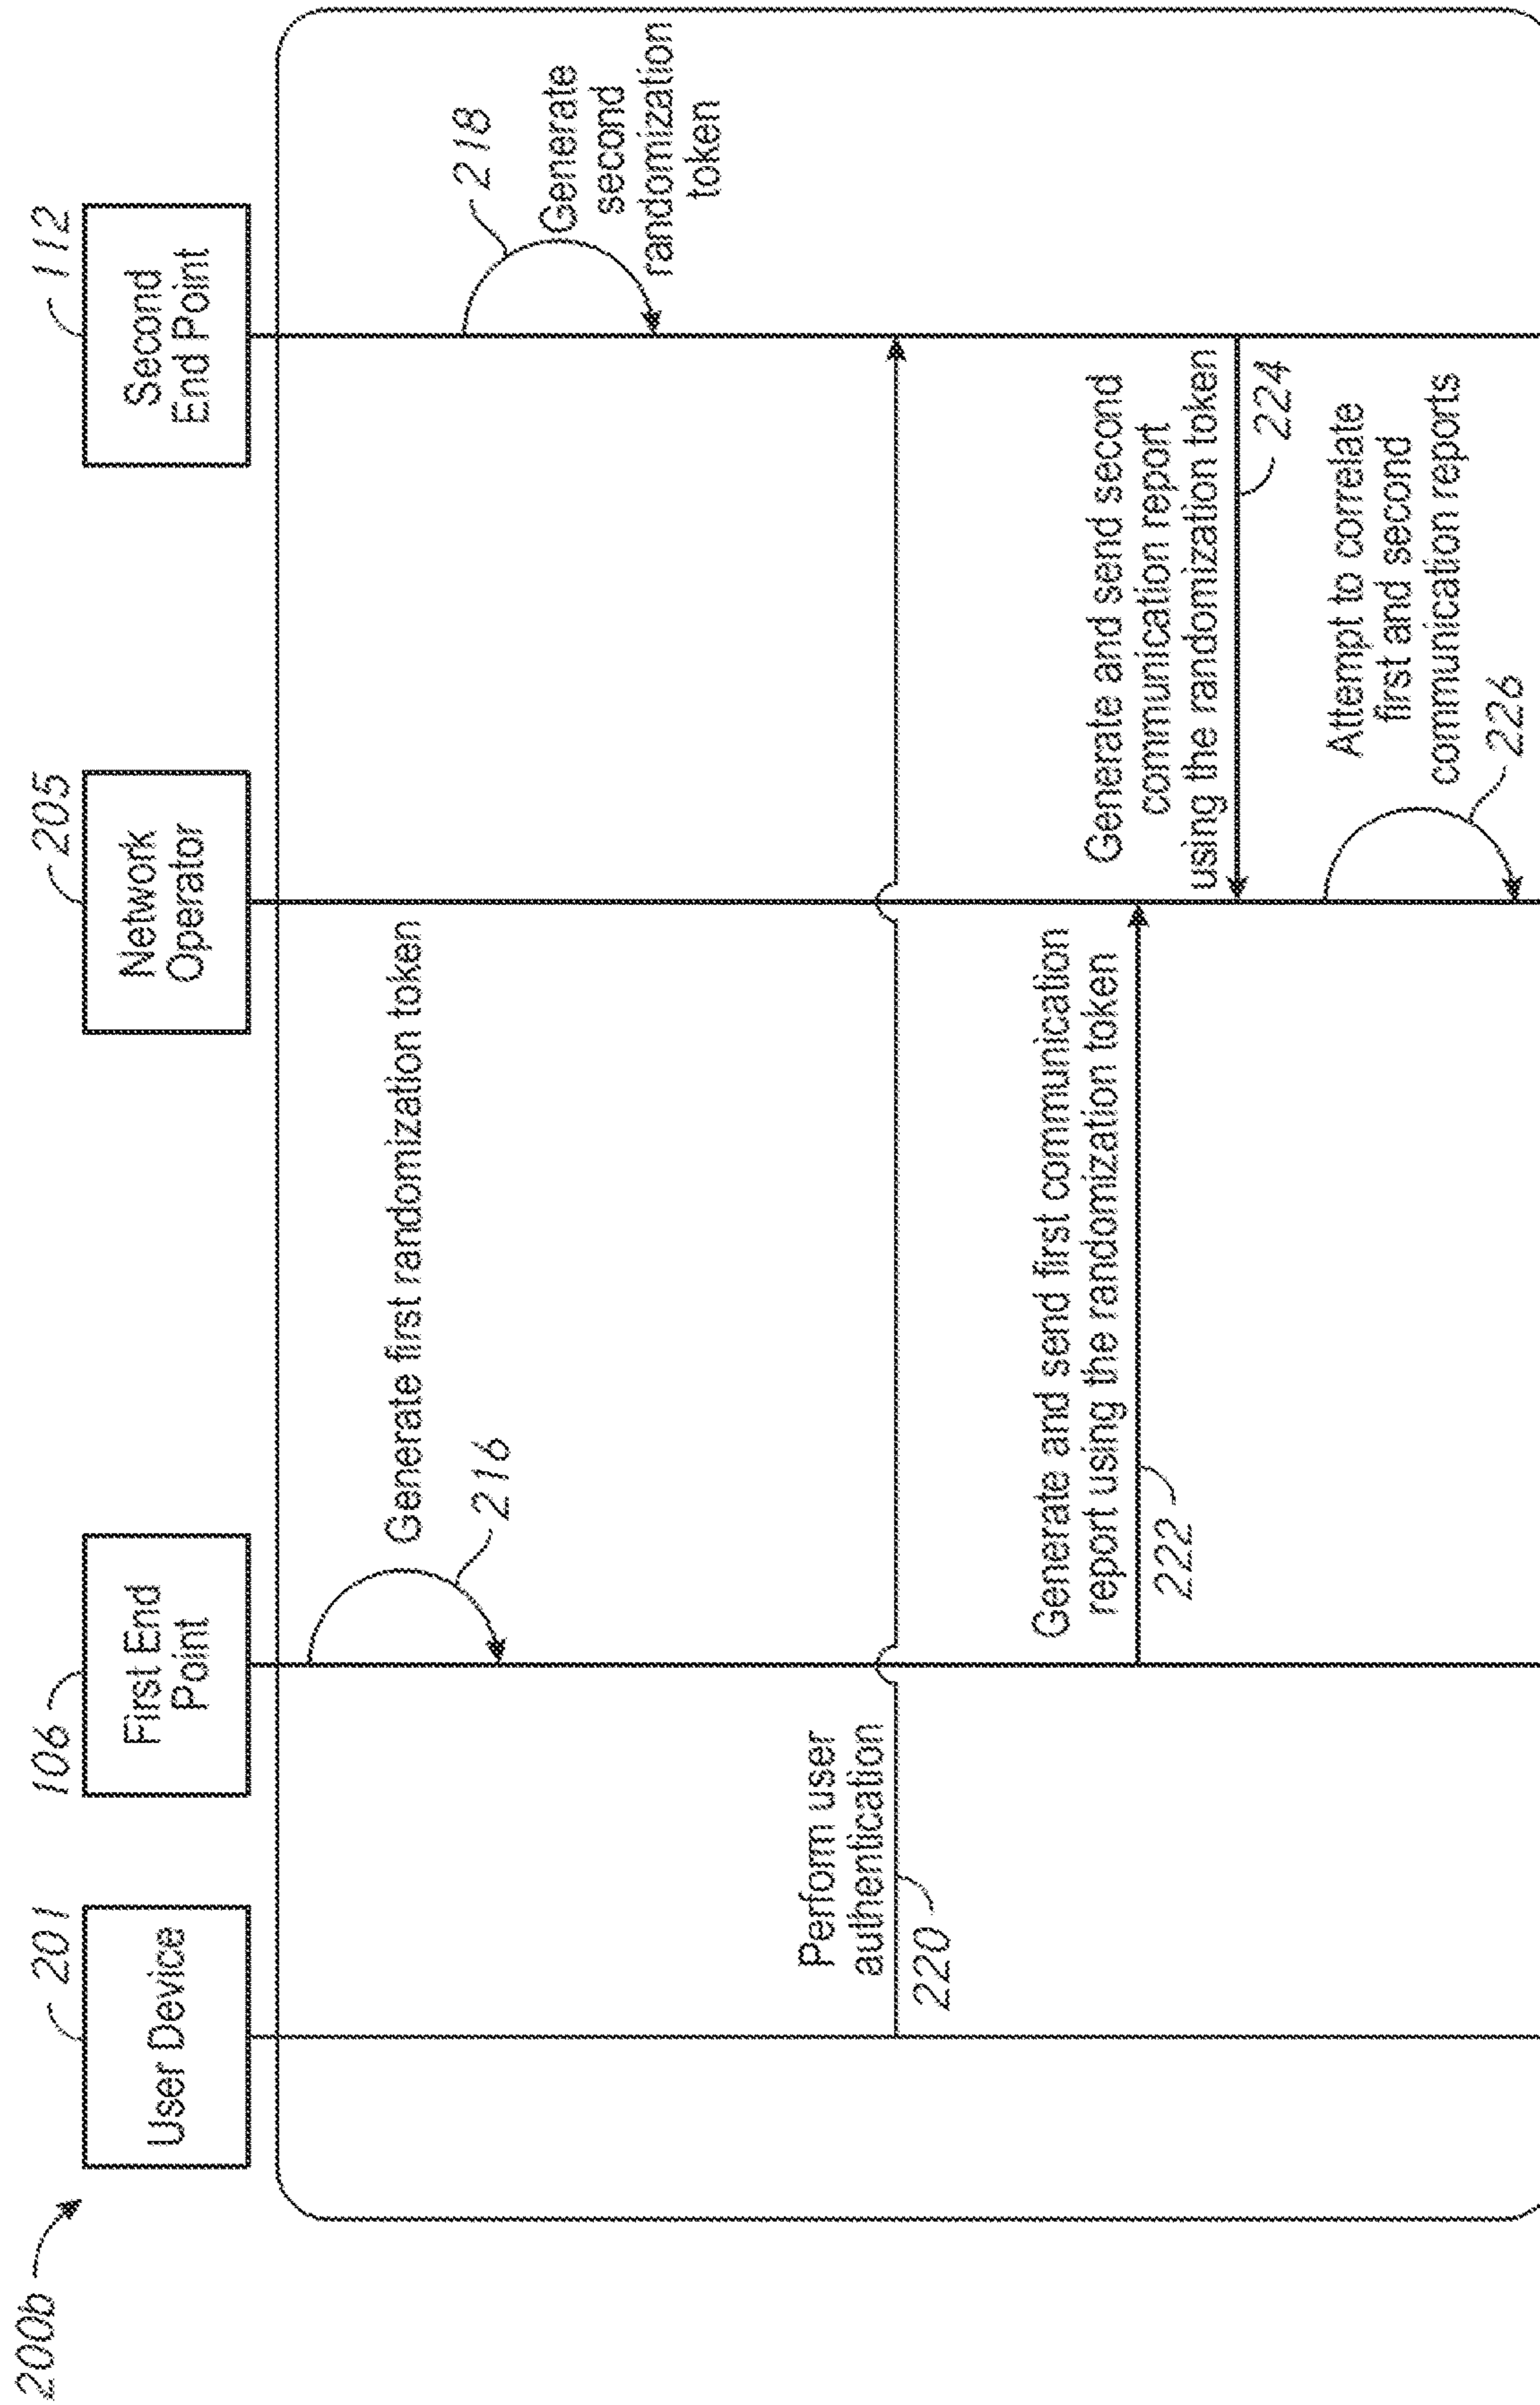 200b
201
User Device
106
First End
Point
205
Network
Operator
112
Second
End Point
Generate first randomization token
216
218
Generate
second
randomization
token
Perform user
authentication
220
Generate and send first communication
report using the randomization token
222
Generate and send second
communication report
using the randomization token
224
Attempt to correlate
first and second
communication reports
226